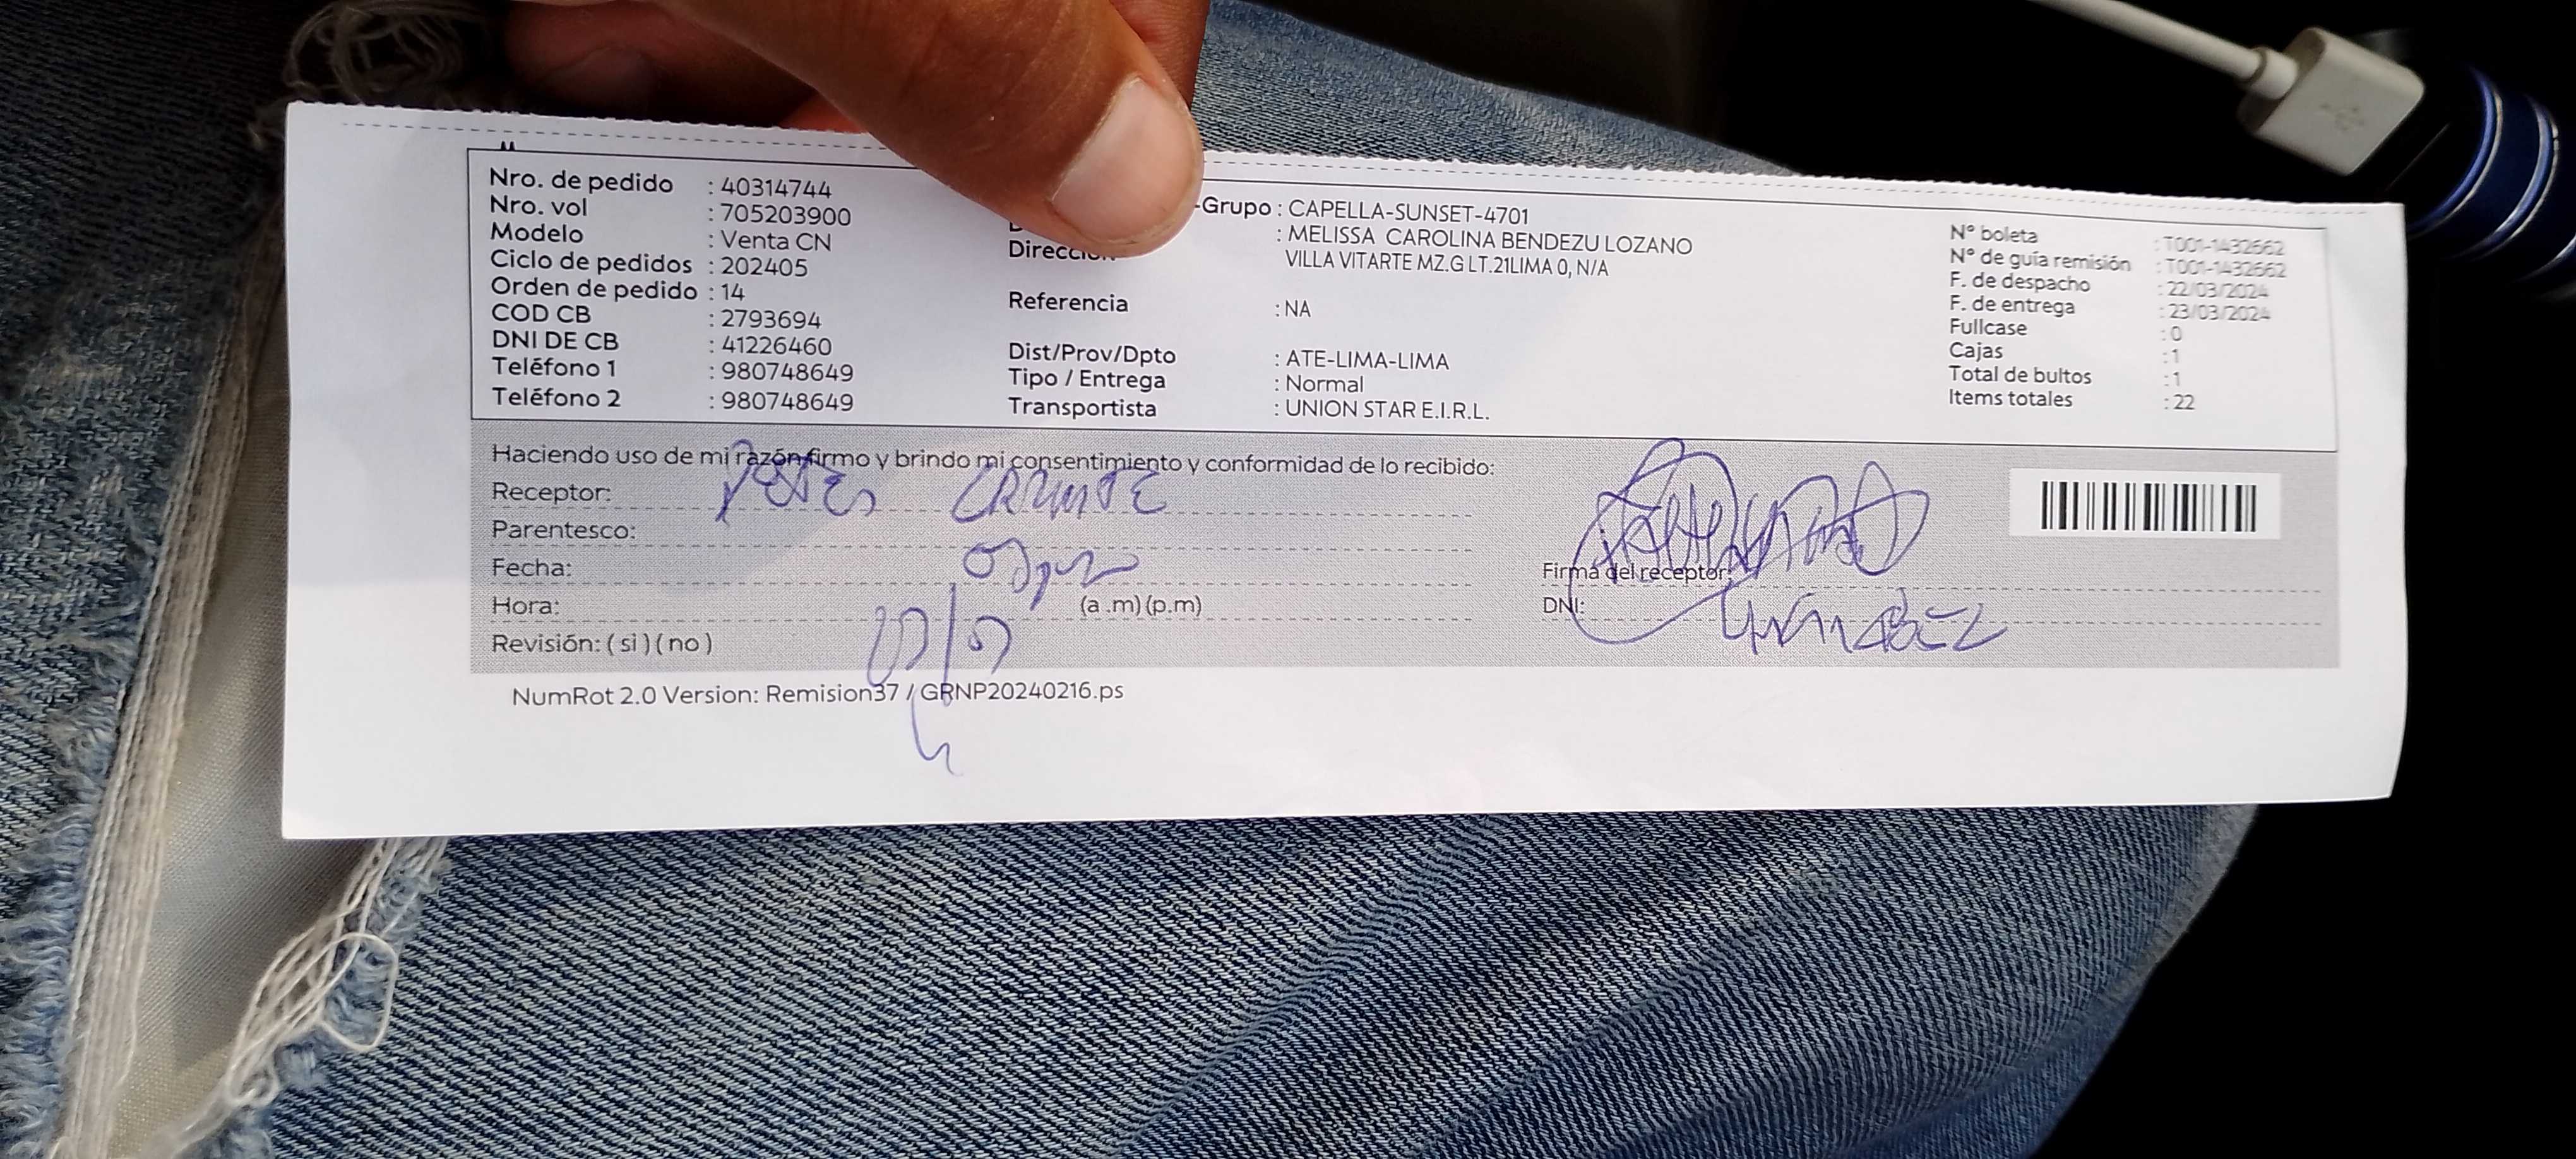 Nro. de pedido : 40314744
Nro. vol : 705203900
Modelo : Venta CN
Ciclo de pedidos : 202405
Orden de pedido : 14
COD CB : 2793694
DNI DE CB : 41226460
Teléfono 1 : 980748649
Teléfono 2 : 980748649
-Grupo : CAPELLA-SUNSET-4701
: MELISSA CAROLINA BENDEZU LOZANO
VILLA VITARTE MZ.G LT.21LIMA 0, N/A
Referencia : NA
Dist/Prov/Dpto : ATE-LIMA-LIMA
Tipo / Entrega : Normal
Transportista : UNION STAR E.I.R.L.
N° boleta : T001-1432662
N° de guía remisión : T001-1432662
F. de despacho : 22/03/2024
F. de entrega : 23/03/2024
Fullcase : 0
Cajas : 1
Total de bultos : 1
Items totales : 22
Haciendo uso de mi razón firmo y brindo mi consentimiento y conformidad de lo recibido:
Receptor:
Parentesco:
Fecha:
Hora: (a .m) (p.m)
Revisión: ( si ) ( no )
Firma del receptor:
DNI:
NumRot 2.0 Version: Remision37 / GRNP20240216.ps